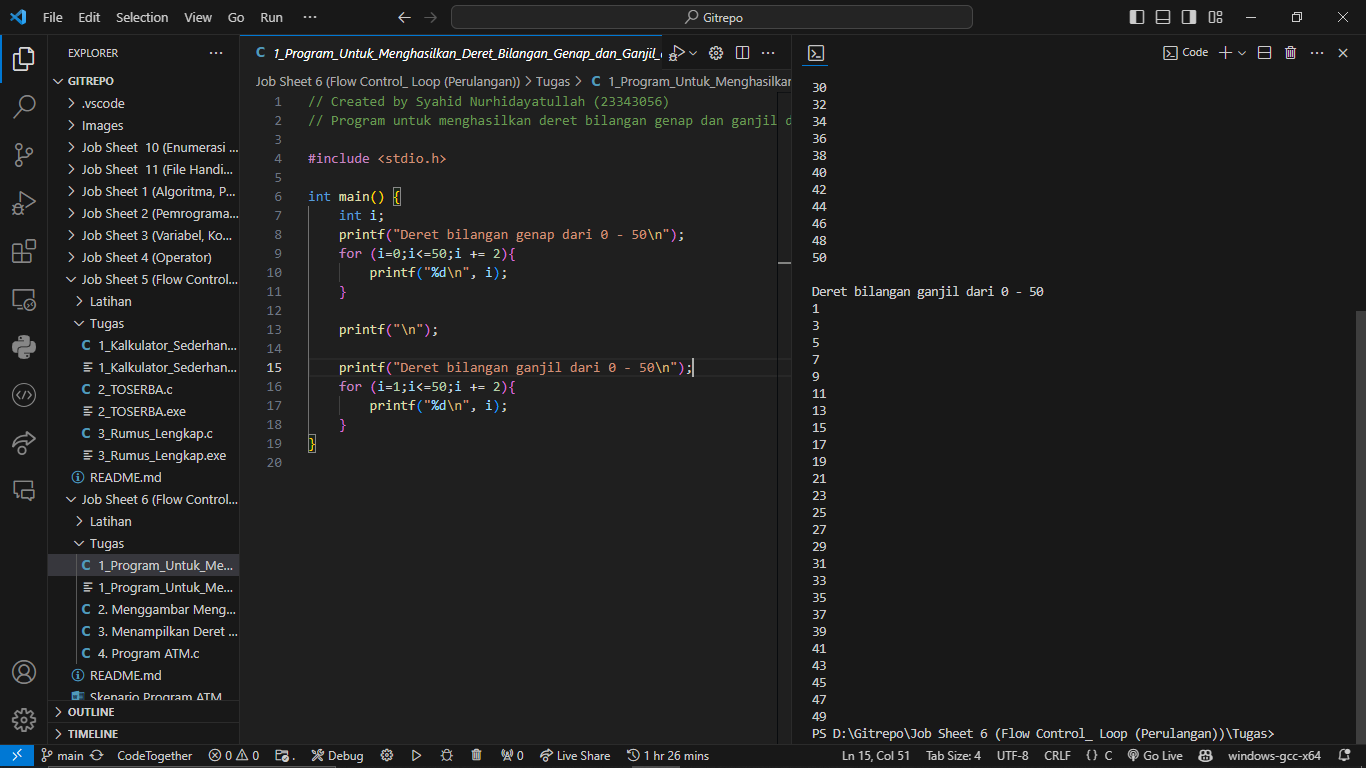 File Edit Selection View Go Run ··· Gitrepo
EXPLORER ···
GITREPO
.vscode
Images
Job Sheet 10 (Enumerasi ...
Job Sheet 11 (File Handi...
Job Sheet 1 (Algoritma, P...
Job Sheet 2 (Pemrograma...
Job Sheet 3 (Variabel, Ko...
Job Sheet 4 (Operator)
Job Sheet 5 (Flow Control...
Latihan
Tugas
C 1_Kalkulator_Sederhan...
1_Kalkulator_Sederhan...
C 2_TOSERBA.c
2_TOSERBA.exe
C 3_Rumus_Lengkap.c
3_Rumus_Lengkap.exe
README.md
Job Sheet 6 (Flow Control...
Latihan
Tugas
C 1_Program_Untuk_Me...
1_Program_Untuk_Me...
C 2. Menggambar Meng...
C 3. Menampilkan Deret ...
C 4. Program ATM.c
README.md
Skenario Program ATM
OUTLINE
TIMELINE
C 1_Program_Untuk_Menghasilkan_Deret_Bilangan_Genap_dan_Ganjil_
Job Sheet 6 (Flow Control_ Loop (Perulangan)) > Tugas > C 1_Program_Untuk_Menghasilkan
1 // Created by Syahid Nurhidayatullah (23343056)
2 // Program untuk menghasilkan deret bilangan genap dan ganjil d
3
4 #include <stdio.h>
5
6 int main() {
7 int i;
8 printf("Deret bilangan genap dari 0 - 50\n");
9 for (i=0;i<=50;i += 2){
10 printf("%d\n", i);
11 }
12
13 printf("\n");
14
15 printf("Deret bilangan ganjil dari 0 - 50\n");
16 for (i=1;i<=50;i += 2){
17 printf("%d\n", i);
18 }
19 }
20
Code
30
32
34
36
38
40
42
44
46
48
50
Deret bilangan ganjil dari 0 - 50
1
3
5
7
9
11
13
15
17
19
21
23
25
27
29
31
33
35
37
39
41
43
45
47
49
PS D:\Gitrepo\Job Sheet 6 (Flow Control_ Loop (Perulangan))\Tugas>
main CodeTogether 0 0 . Debug 0 Live Share 1 hr 26 mins Ln 15, Col 51 Tab Size: 4 UTF-8 CRLF {} C Go Live windows-gcc-x64